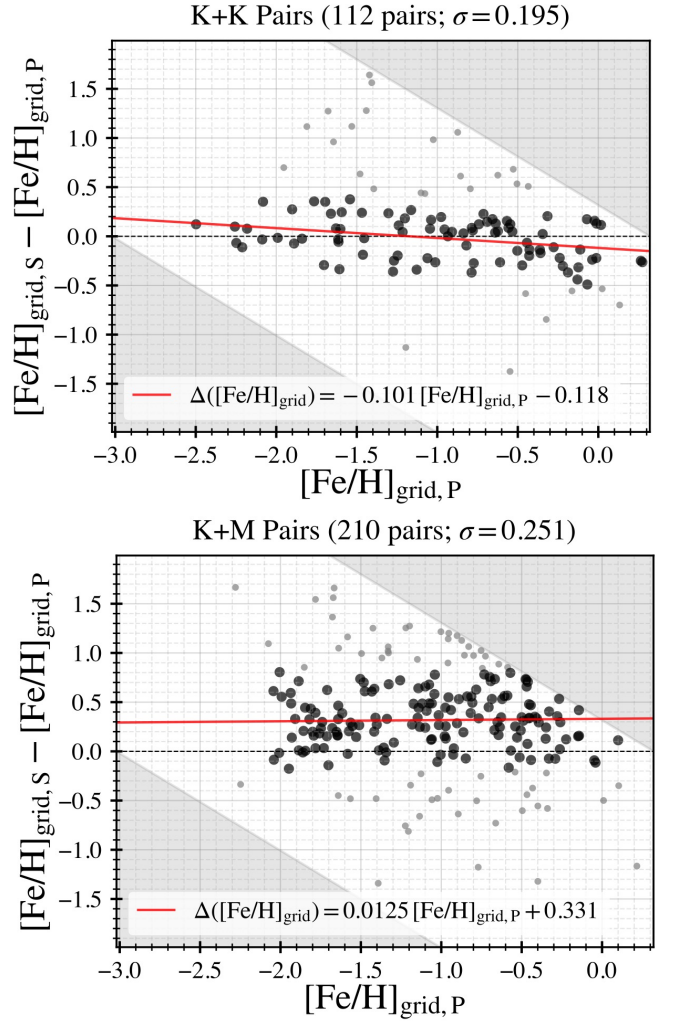 K+K Pairs (112 pairs; σ=0.195)
[Fe/H]grid, S − [Fe/H]grid, P
1.5
1.0
0.5
0.0
−0.5
−1.0
−1.5
Δ([Fe/H]grid) = −0.101 [Fe/H]grid, P − 0.118
−3.0 −2.5 −2.0 −1.5 −1.0 −0.5 0.0
[Fe/H]grid, P
K+M Pairs (210 pairs; σ=0.251)
[Fe/H]grid, S − [Fe/H]grid, P
1.5
1.0
0.5
0.0
−0.5
−1.0
−1.5
Δ([Fe/H]grid) = 0.0125 [Fe/H]grid, P + 0.331
−3.0 −2.5 −2.0 −1.5 −1.0 −0.5 0.0
[Fe/H]grid, P